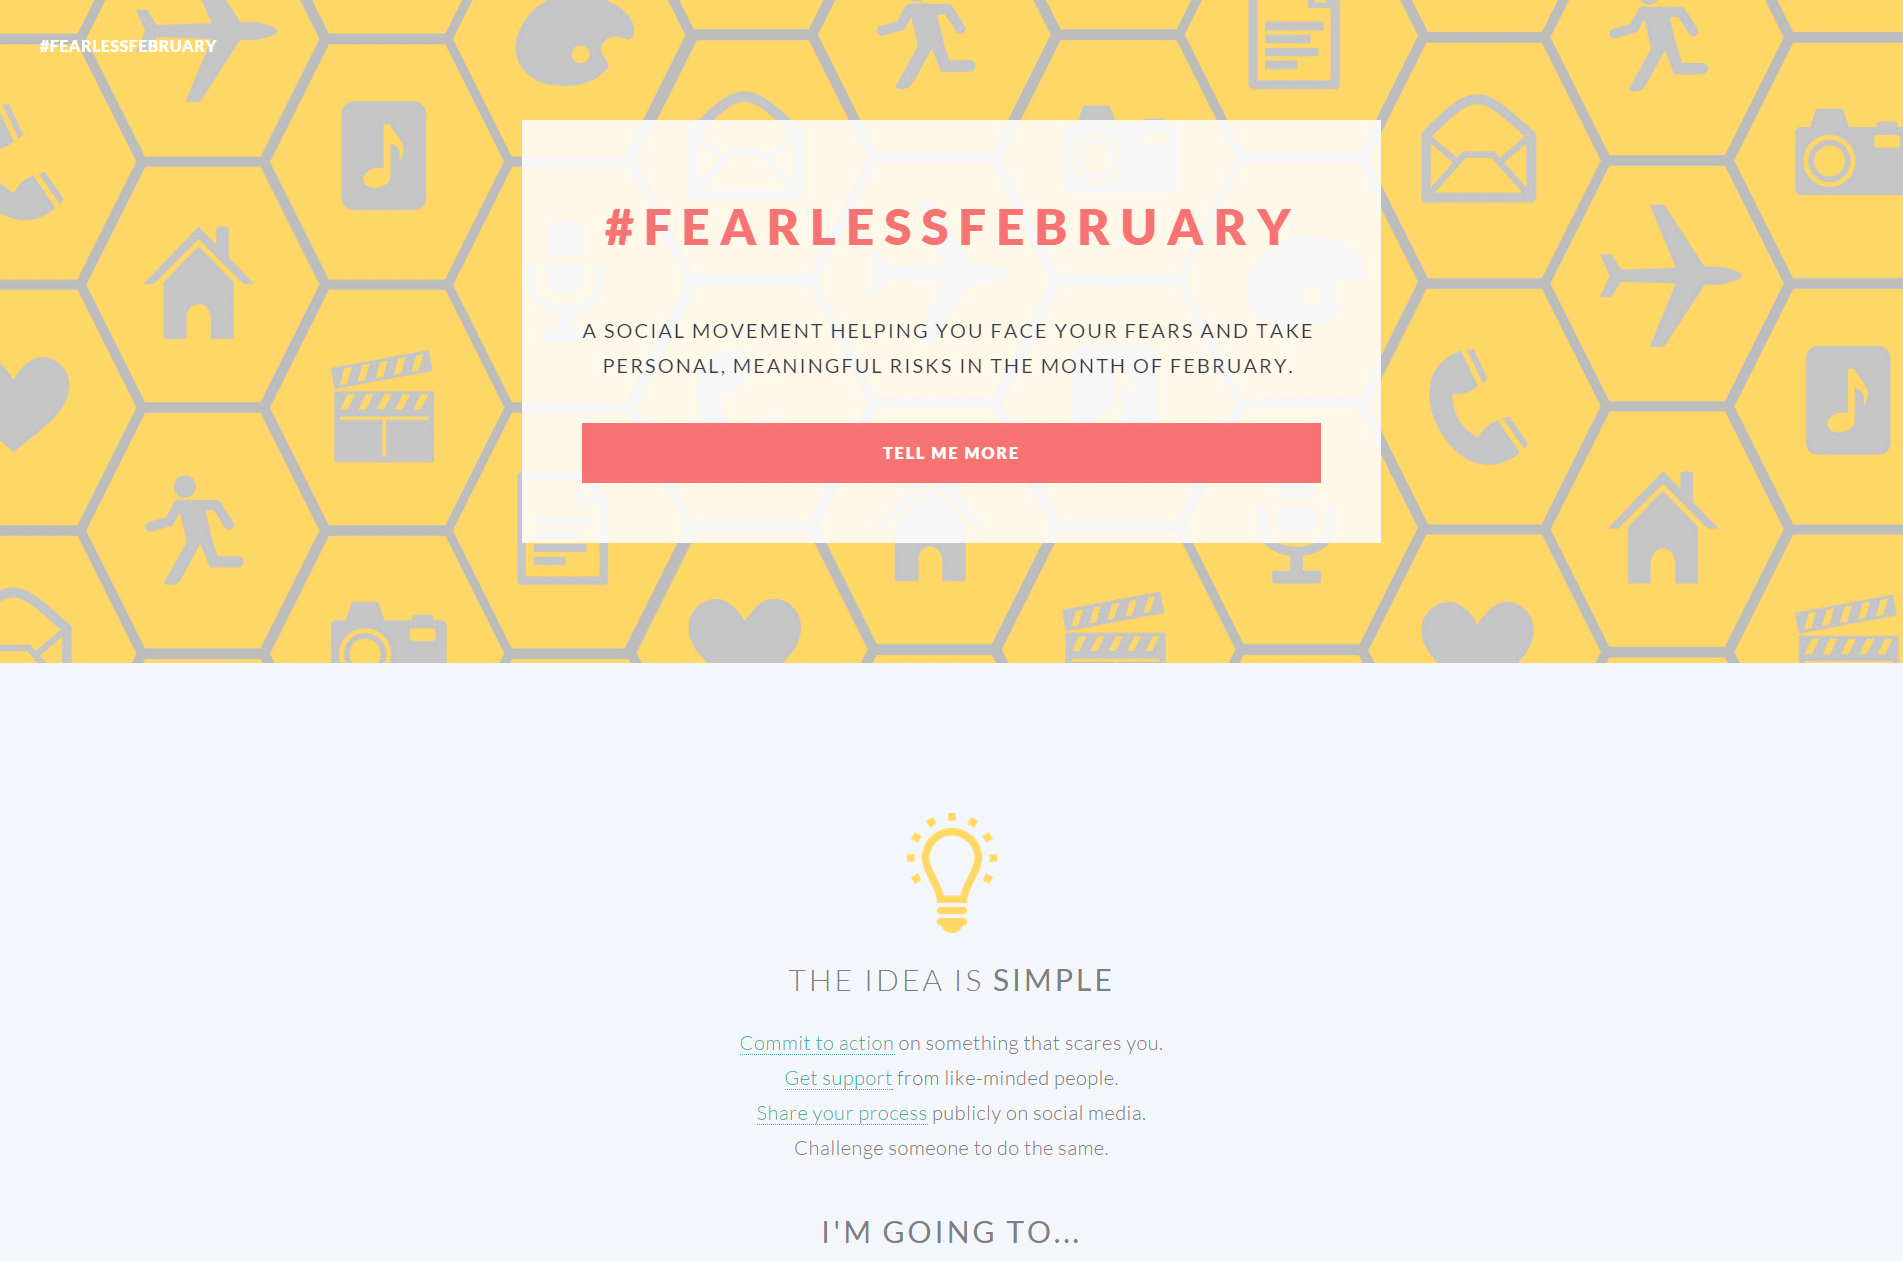 #FEARLESSFEBRUARY
#FEARLESSFEBRUARY
A SOCIAL MOVEMENT HELPING YOU FACE YOUR FEARS AND TAKE
PERSONAL, MEANINGFUL RISKS IN THE MONTH OF FEBRUARY.
TELL ME MORE
THE IDEA IS SIMPLE
Commit to action on something that scares you.
Get support from like-minded people.
Share your process publicly on social media.
Challenge someone to do the same.
I'M GOING TO...